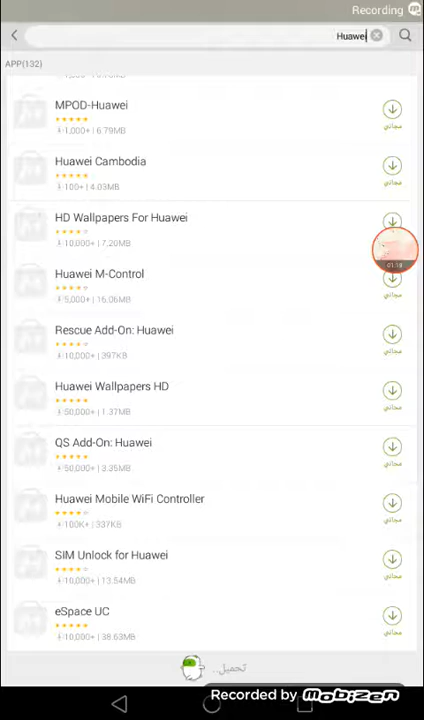 Recording
Huawei
APP(132)
MPOD-Huawei
1,000+ | 6.79MB
مجاني
Huawei Cambodia
100+ | 4.03MB
مجاني
HD Wallpapers For Huawei
10,000+ | 7.20MB
01:19
Huawei M-Control
5,000+ | 16.06MB
مجاني
Rescue Add-On: Huawei
10,000+ | 397KB
مجاني
Huawei Wallpapers HD
50,000+ | 1.37MB
مجاني
QS Add-On: Huawei
50,000+ | 3.35MB
مجاني
Huawei Mobile WiFi Controller
100K+ | 337KB
مجاني
SIM Unlock for Huawei
10,000+ | 13.54MB
مجاني
eSpace UC
10,000+ | 38.63MB
مجاني
تحميل..
Recorded by Mobizen